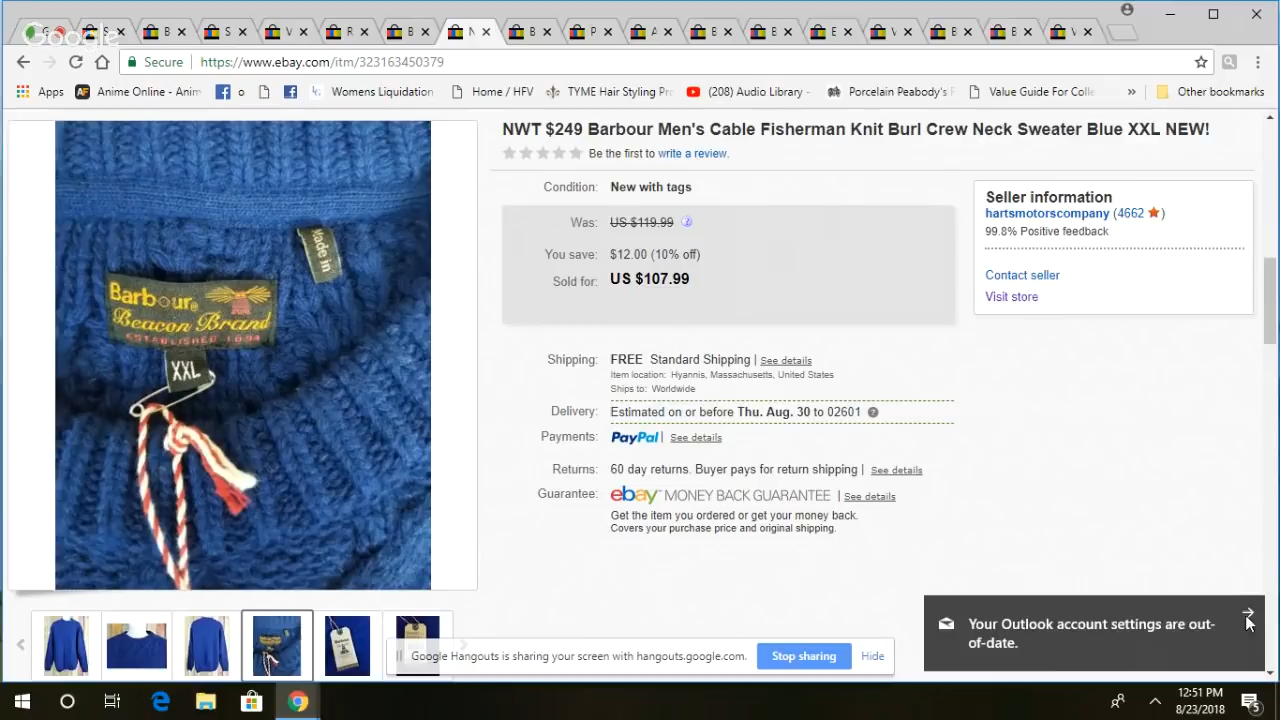 Google
S
B
S
V
R
B
N
B
P
A
E
B
E
V
B
E
V
Secure
https://www.ebay.com/itm/323163450379
Apps
Anime Online - Anim
o
Womens Liquidation
Home / HFV
TYME Hair Styling Pro
(208) Audio Library -
Porcelain Peabody's F
Value Guide For Colle
»
Other bookmarks
NWT $249 Barbour Men's Cable Fisherman Knit Burl Crew Neck Sweater Blue XXL NEW!
Be the first to write a review.
Condition: New with tags
Was: US $119.99
You save: $12.00 (10% off)
Sold for: US $107.99
Seller information
hartsmotorscompany (4662 )
99.8% Positive feedback
Contact seller
Visit store
Shipping: FREE Standard Shipping | See details
Item location: Hyannis, Massachusetts, United States
Ships to: Worldwide
Delivery: Estimated on or before Thu. Aug. 30 to 02601
Payments: PayPal | See details
Returns: 60 day returns. Buyer pays for return shipping | See details
Guarantee: ebay MONEY BACK GUARANTEE | See details
Get the item you ordered or get your money back.
Covers your purchase price and original shipping.
Made in
Barbour®
Beacon Brand
ESTABLISHED 1894
XXL
Barbour
Google Hangouts is sharing your screen with hangouts.google.com.
Stop sharing
Hide
Your Outlook account settings are out-
of-date.
12:51 PM
8/23/2018
5